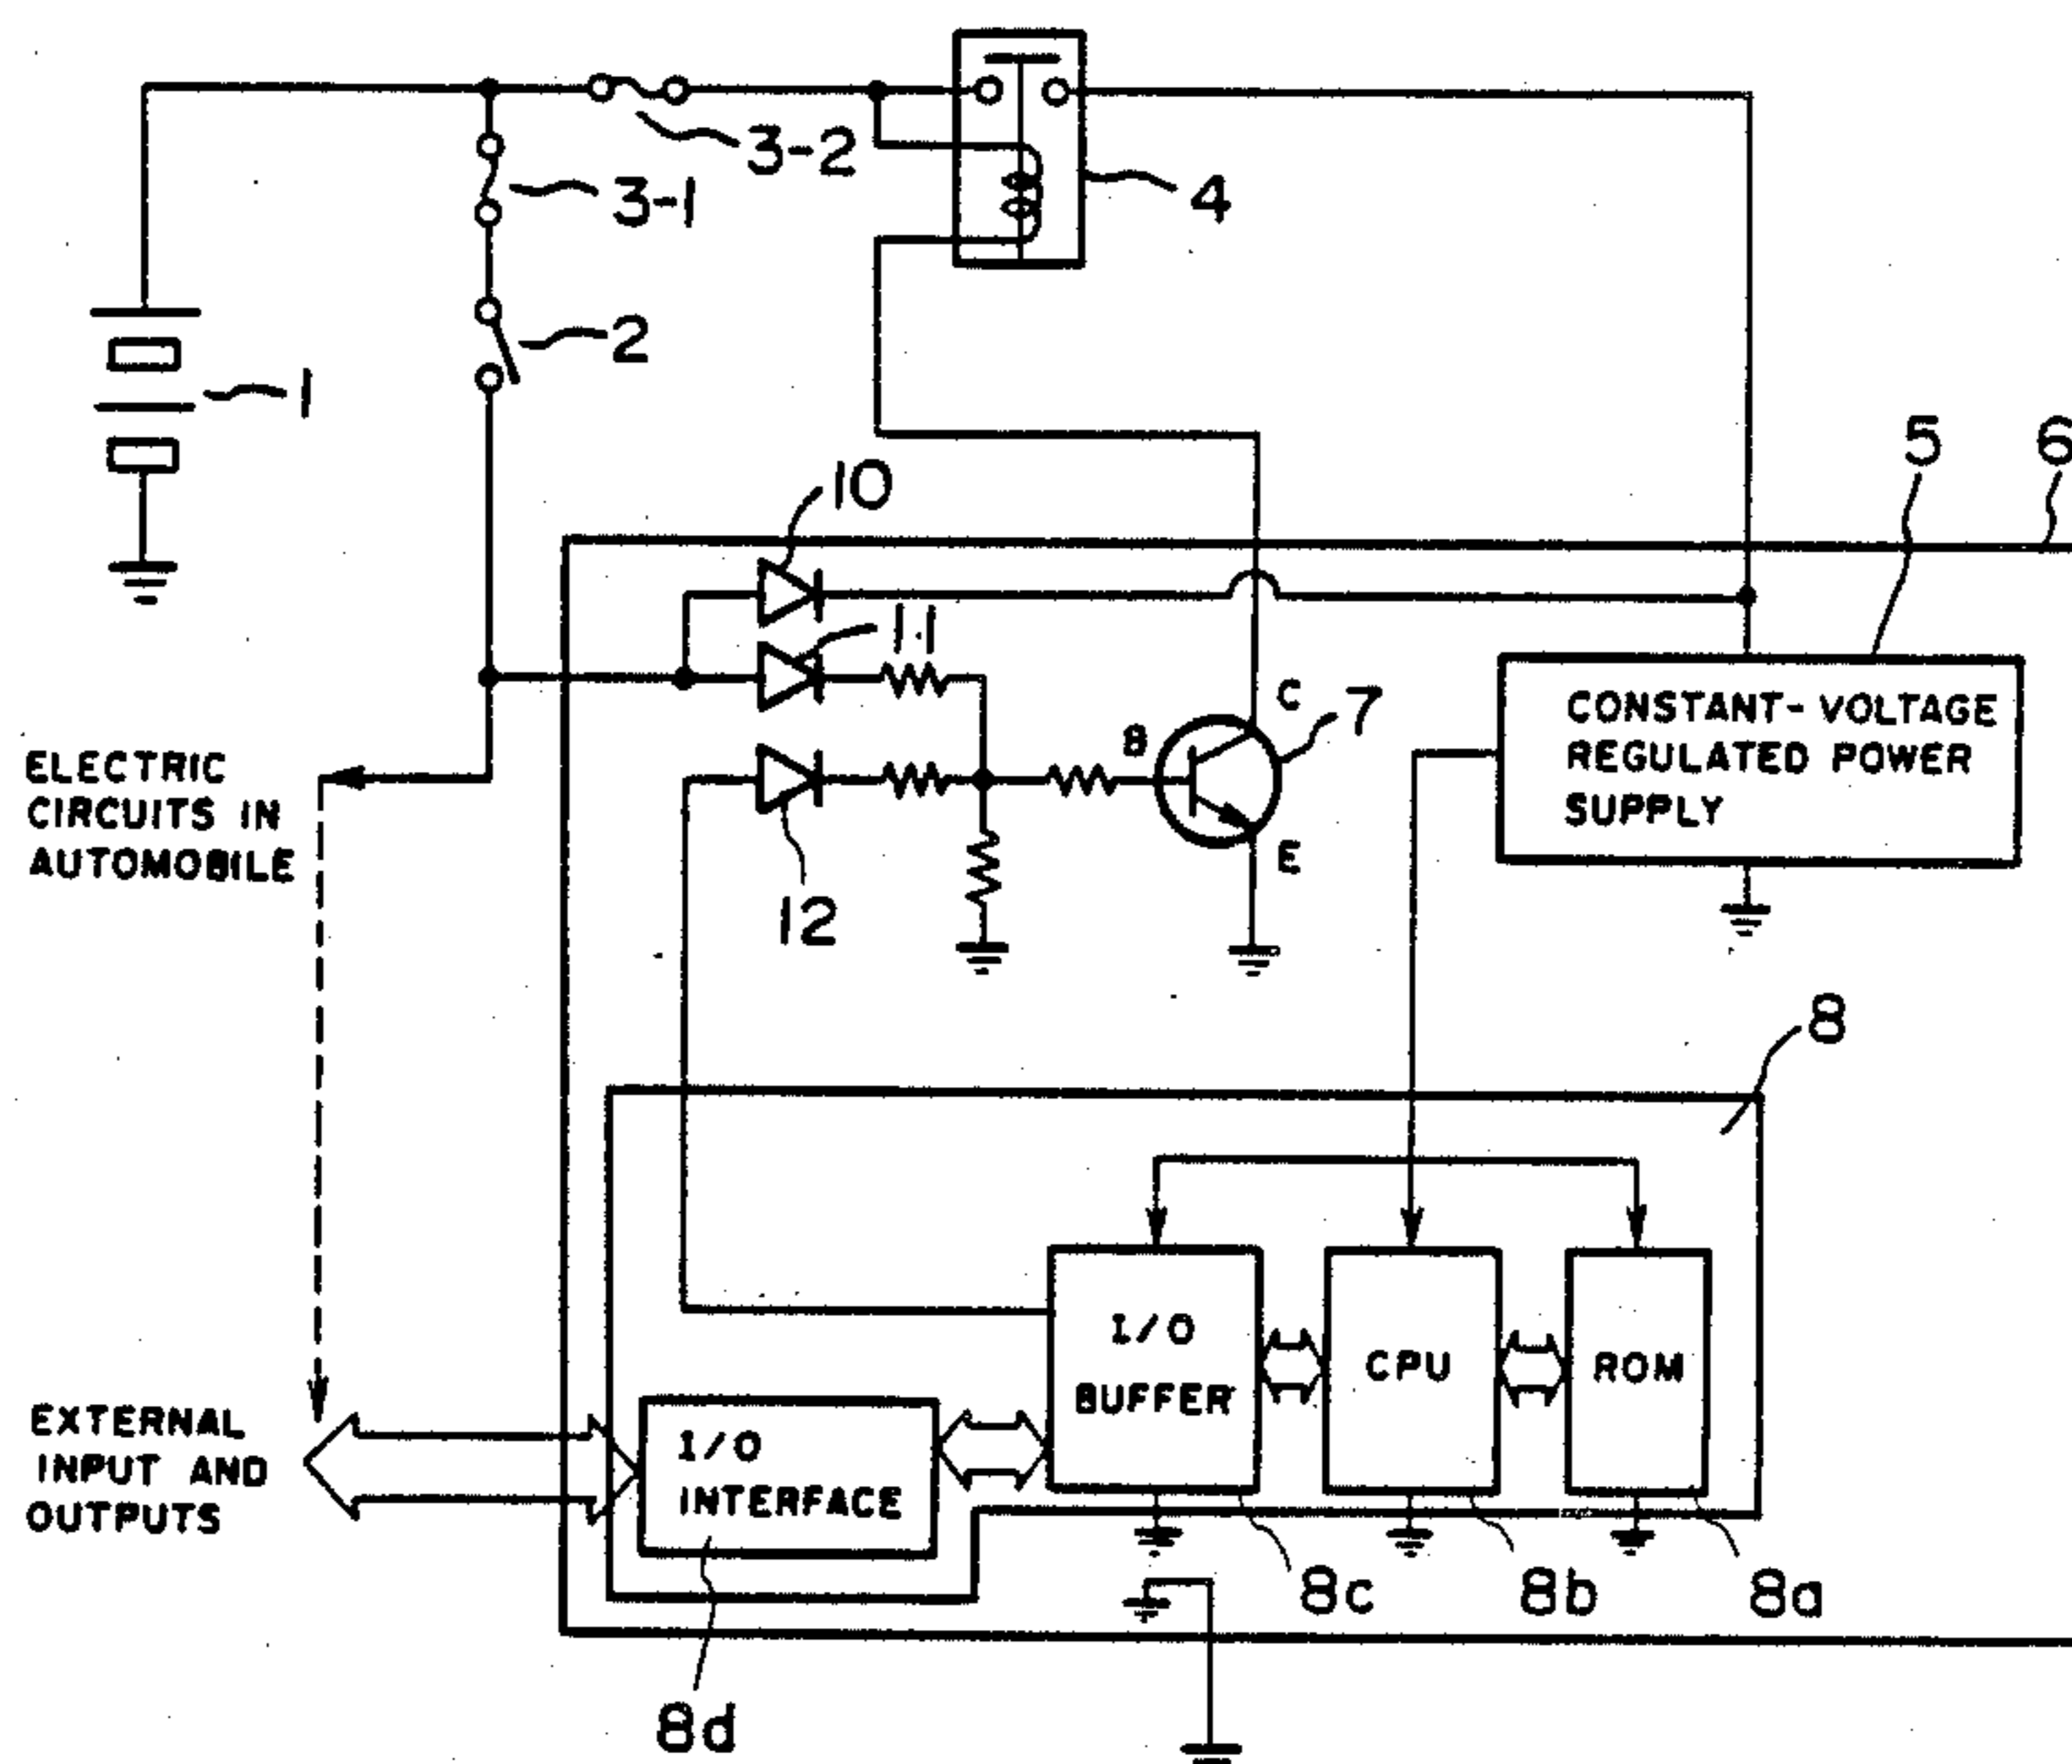 3-2
3-1
4
2
1
5
6
10
11
C
7
B
CONSTANT-VOLTAGE
REGULATED POWER
SUPPLY
ELECTRIC
CIRCUITS IN
AUTOMOBILE
E
12
8
I/O
BUFFER
CPU
ROM
EXTERNAL
INPUT AND
OUTPUTS
I/O
INTERFACE
8c
8b
8a
8d